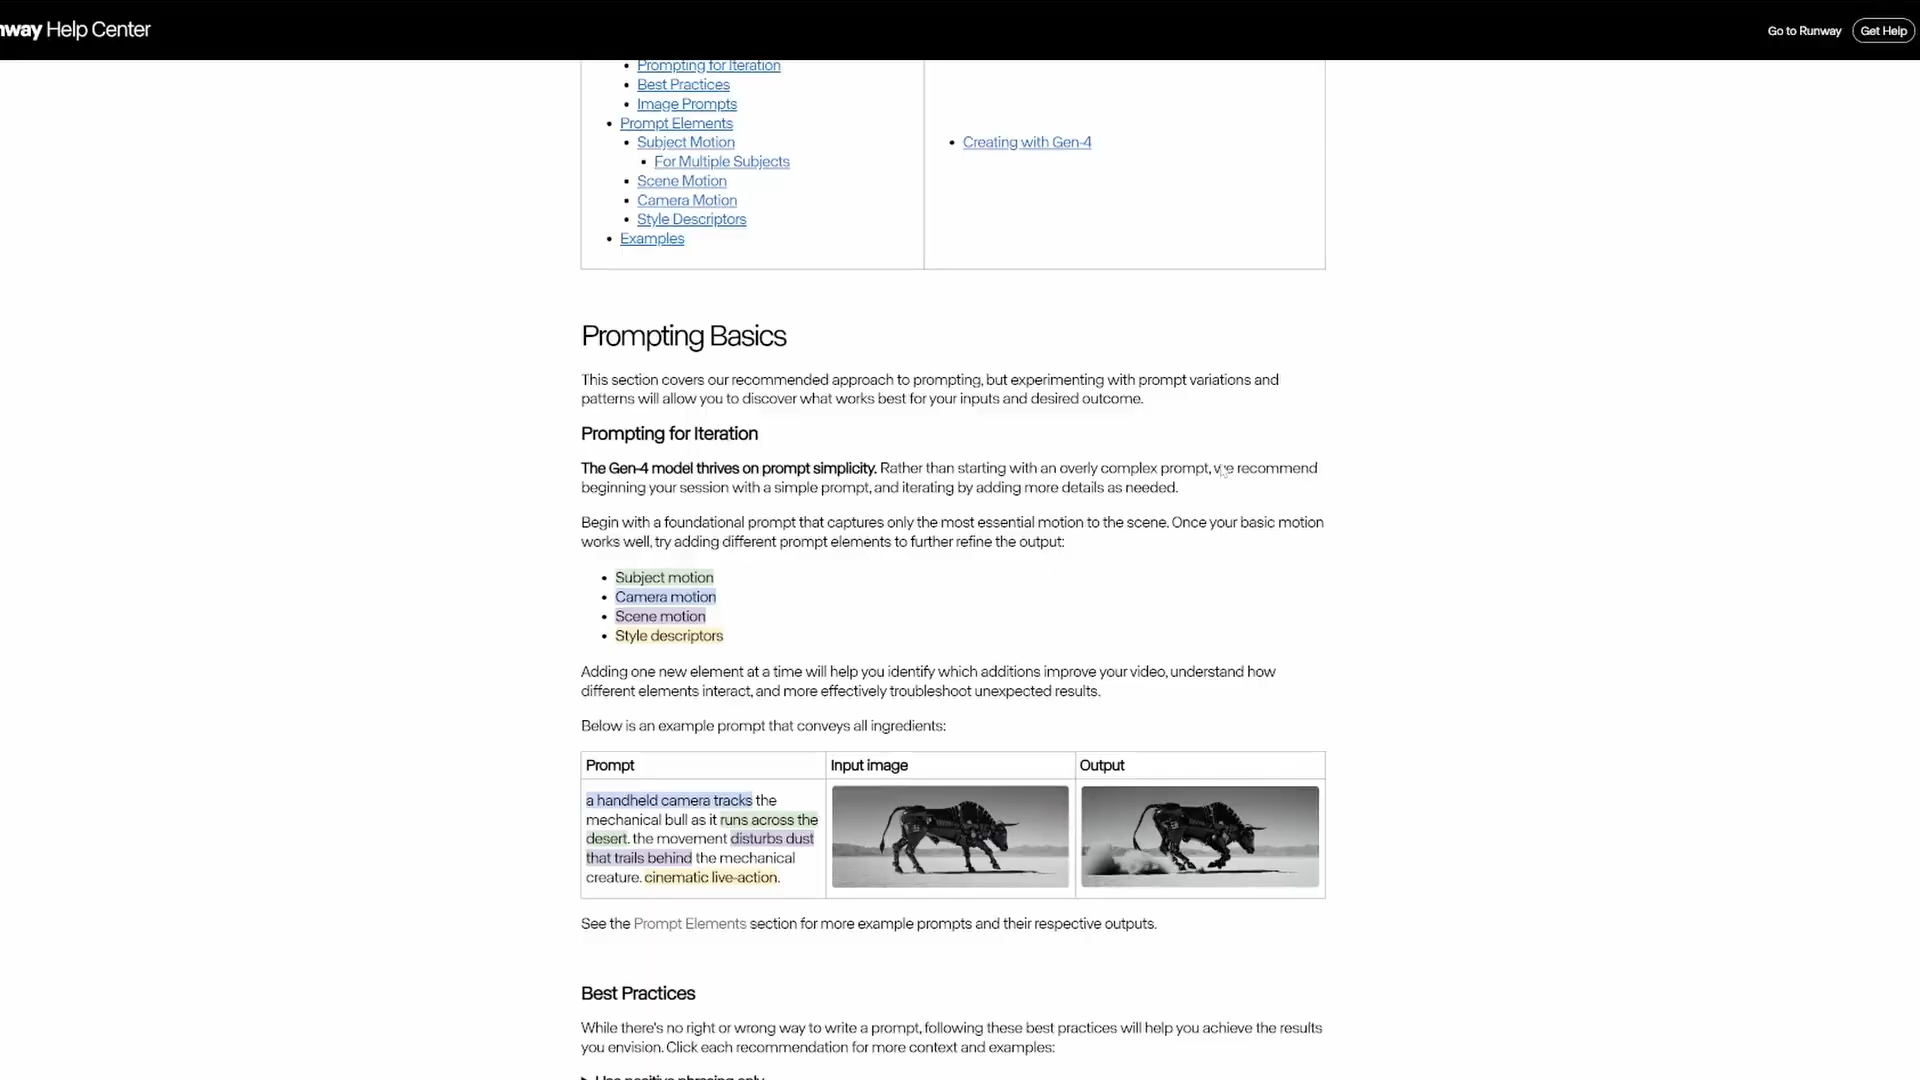 nway Help Center
Go to Runway
Get Help
Prompting for Iteration
Best Practices
Image Prompts
Prompt Elements
Subject Motion
For Multiple Subjects
Scene Motion
Camera Motion
Style Descriptors
Examples
Creating with Gen-4
Prompting Basics
This section covers our recommended approach to prompting, but experimenting with prompt variations and
patterns will allow you to discover what works best for your inputs and desired outcome.
Prompting for Iteration
The Gen-4 model thrives on prompt simplicity. Rather than starting with an overly complex prompt, we recommend
beginning your session with a simple prompt, and iterating by adding more details as needed.
Begin with a foundational prompt that captures only the most essential motion to the scene. Once your basic motion
works well, try adding different prompt elements to further refine the output:
Subject motion
Camera motion
Scene motion
Style descriptors
Adding one new element at a time will help you identify which additions improve your video, understand how
different elements interact, and more effectively troubleshoot unexpected results.
Below is an example prompt that conveys all ingredients:
Prompt
Input image
Output
a handheld camera tracks the
mechanical bull as it runs across the
desert. the movement disturbs dust
that trails behind the mechanical
creature. cinematic live-action.
See the Prompt Elements section for more example prompts and their respective outputs.
Best Practices
While there's no right or wrong way to write a prompt, following these best practices will help you achieve the results
you envision. Click each recommendation for more context and examples:
Use positive phrasing only